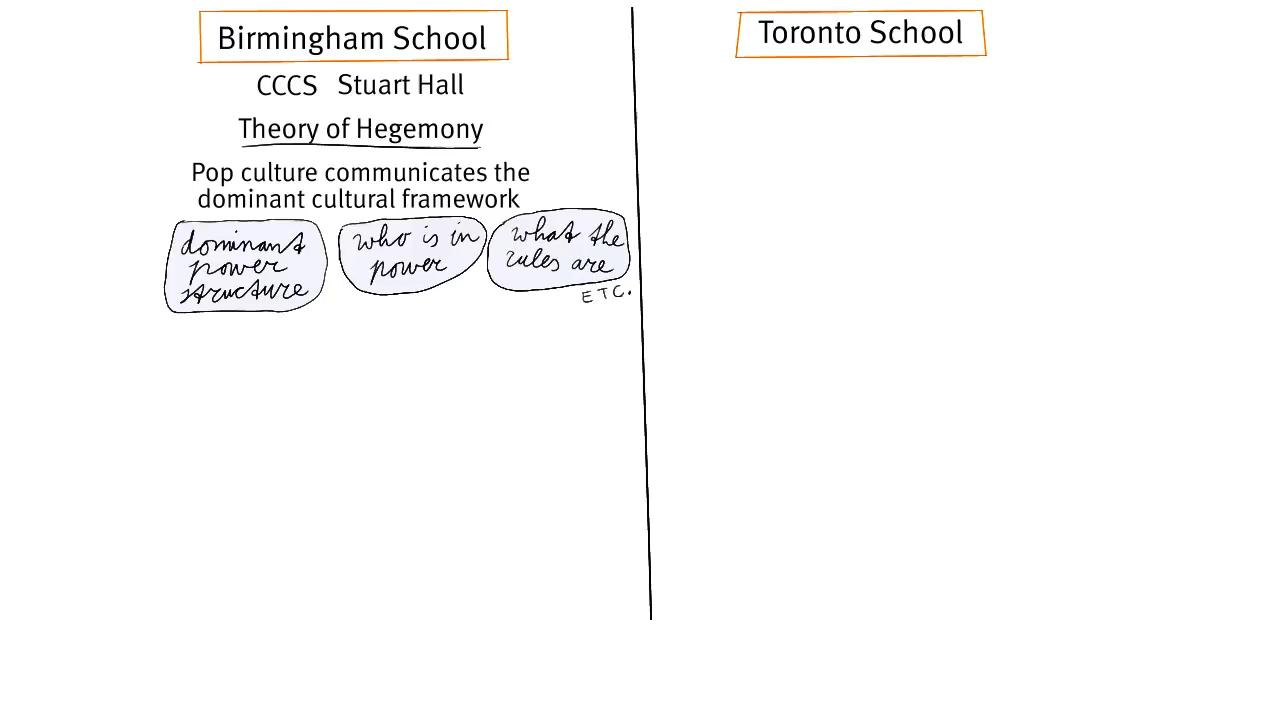 Birmingham School
CCCS Stuart Hall
Theory of Hegemony
Pop culture communicates the
dominant cultural framework
dominant
power
structure
who is in
power
what the
rules are
ETC.
Toronto School